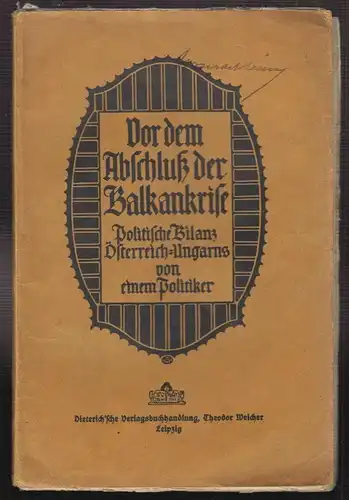 Vor dem
Abschluß der
Balkankrise
Politische Bilanz
Österreich-Ungarns
von
einem Politiker
Dieterich'sche Verlagsbuchhandlung, Theodor Weicher
Leipzig